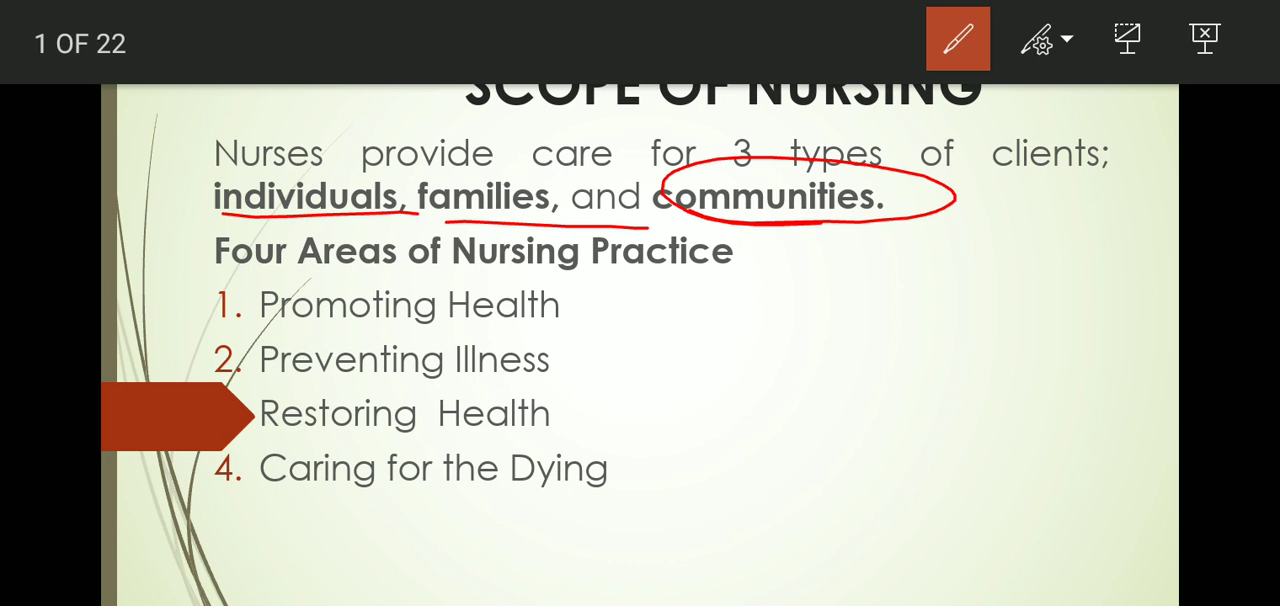 1 OF 22
SCOPE OF NURSING
Nurses provide care for 3 types of clients;
individuals, families, and communities.
Four Areas of Nursing Practice
1. Promoting Health
2. Preventing Illness
Restoring Health
4. Caring for the Dying